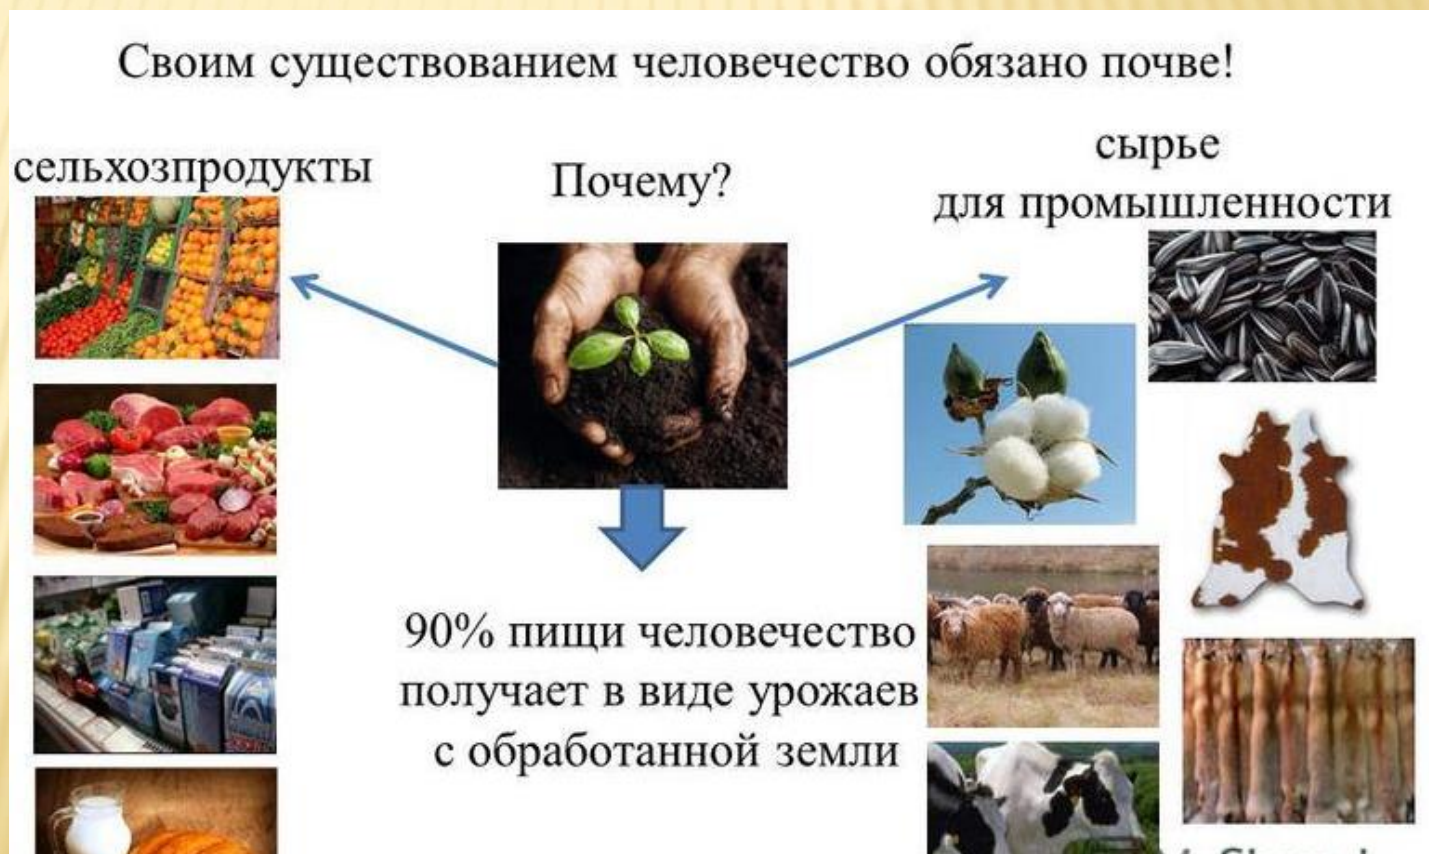 Своим существованием человечество обязано почве!
сельхозпродукты
Почему?
сырье
для промышленности
90% пищи человечество
получает в виде урожаев
с обработанной земли